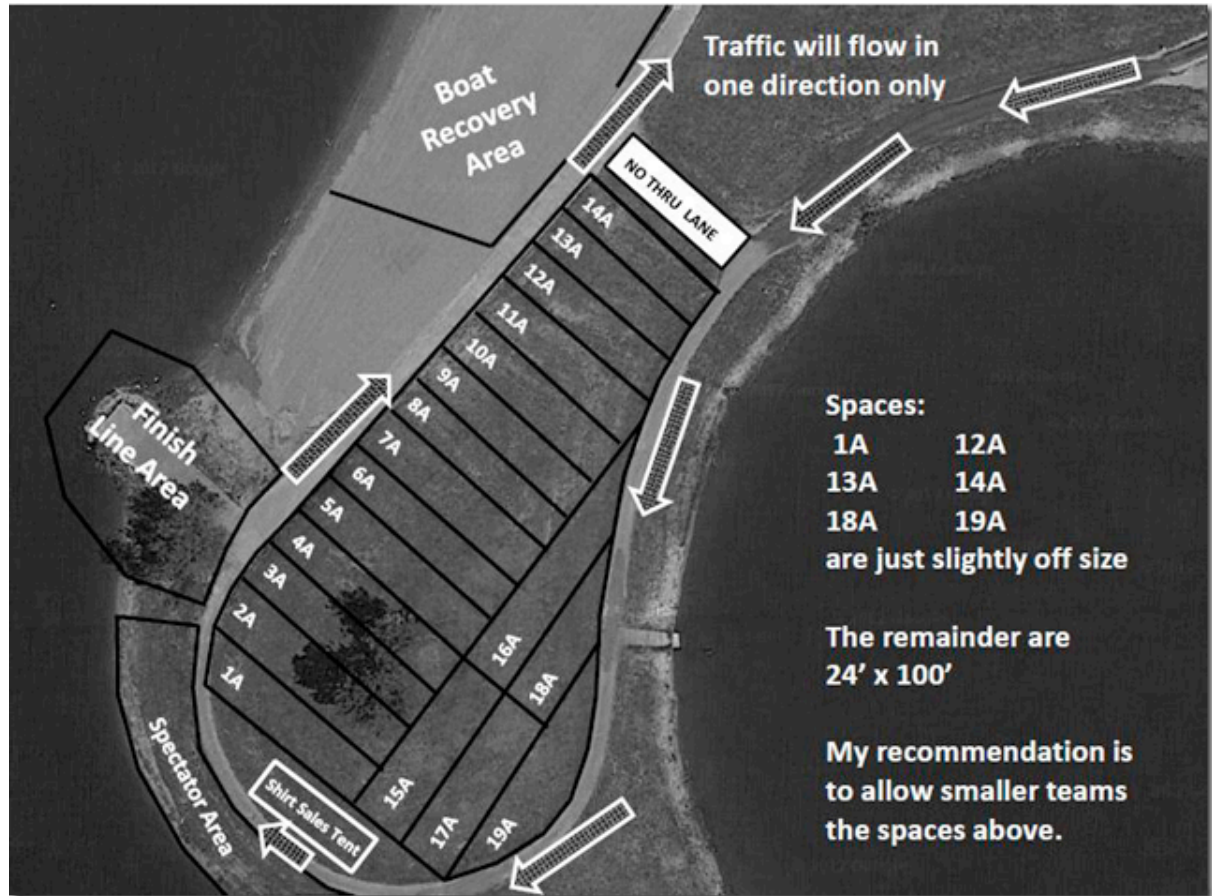 Traffic will flow in
one direction only
Boat
Recovery
Area
NO THRU LANE
14A
13A
12A
11A
10A
9A
8A
7A
6A
5A
4A
3A
2A
1A
Finish
Line Area
16A
18A
15A
17A
19A
Spectator Area
Shirt Sales Tent
Spaces:
1A 12A
13A 14A
18A 19A
are just slightly off size
The remainder are
24’ x 100’
My recommendation is
to allow smaller teams
the spaces above.